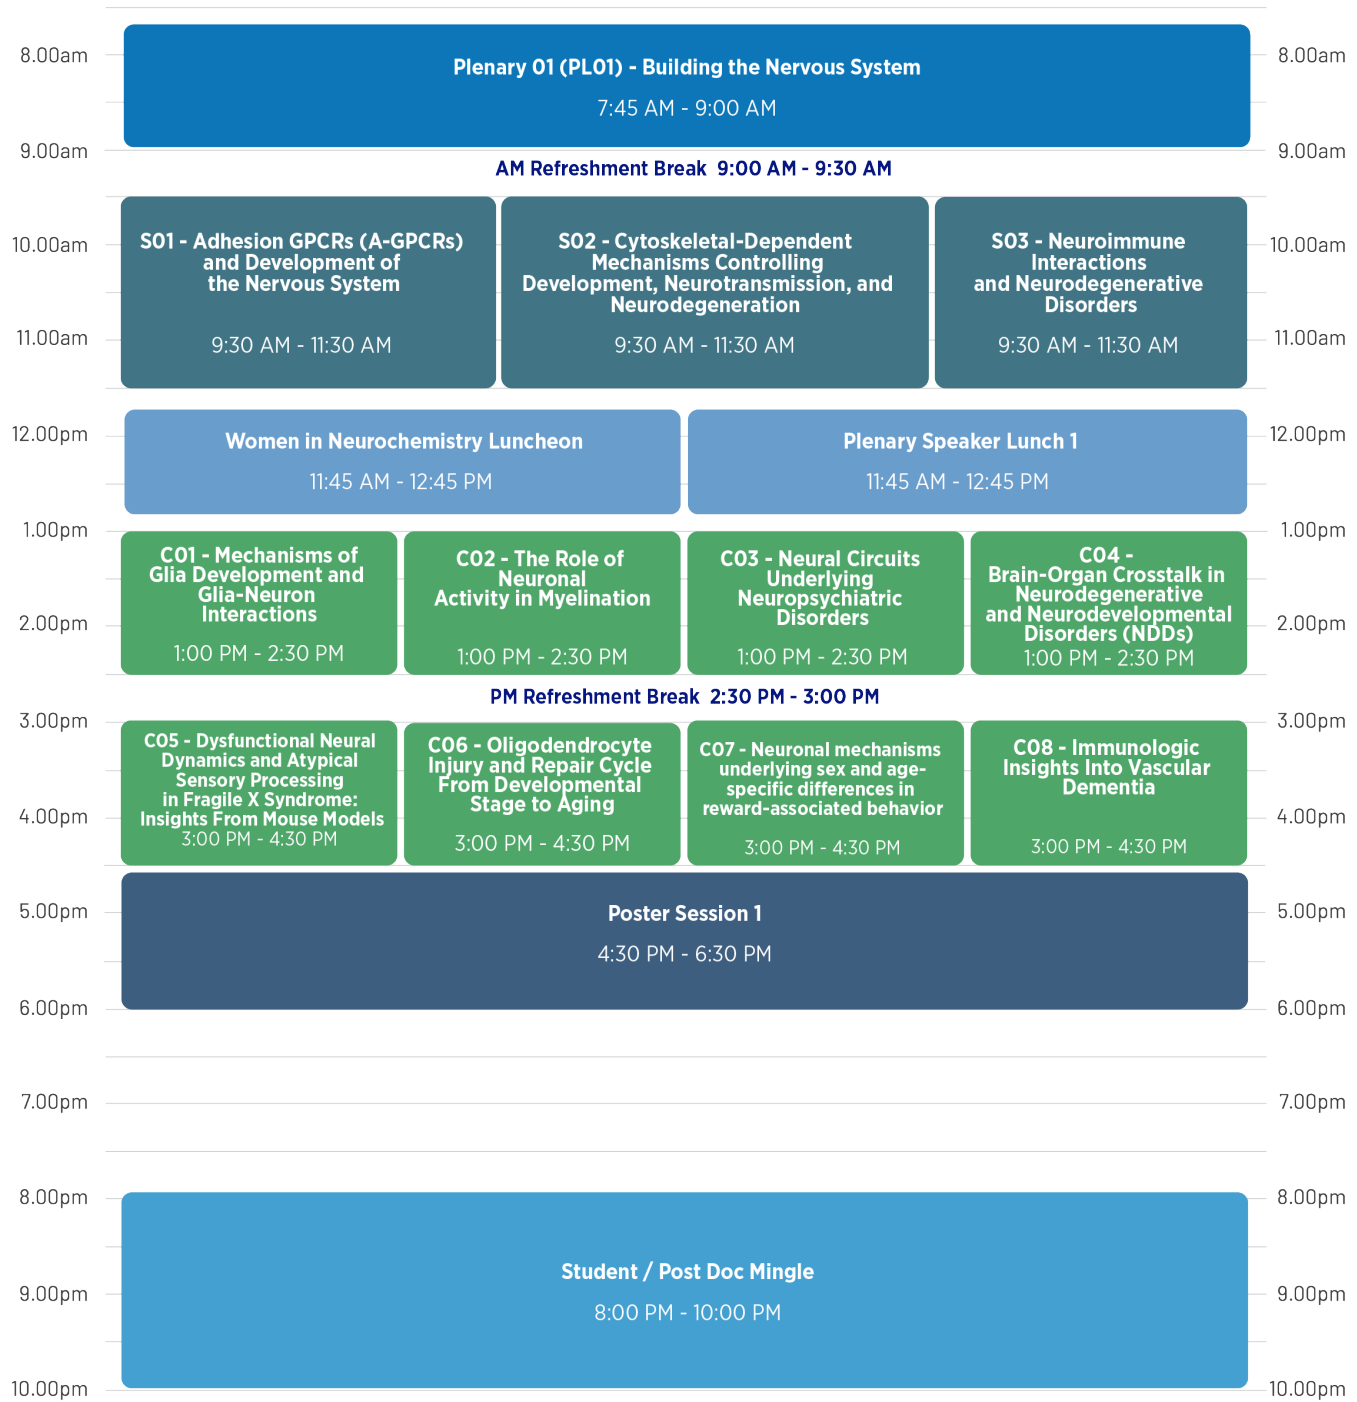 8.00am
8.00am
Plenary 01 (PL01) - Building the Nervous System
7:45 AM - 9:00 AM
9.00am
9.00am
AM Refreshment Break  9:00 AM - 9:30 AM
10.00am
10.00am
S01 - Adhesion GPCRs (A-GPCRs)
and Development of
the Nervous System
9:30 AM - 11:30 AM
S02 - Cytoskeletal-Dependent
Mechanisms Controlling
Development, Neurotransmission, and
Neurodegeneration
9:30 AM - 11:30 AM
S03 - Neuroimmune
Interactions
and Neurodegenerative
Disorders
9:30 AM - 11:30 AM
11.00am
11.00am
12.00pm
12.00pm
Women in Neurochemistry Luncheon
11:45 AM - 12:45 PM
Plenary Speaker Lunch 1
11:45 AM - 12:45 PM
1.00pm
1.00pm
C01 - Mechanisms of
Glia Development and
Glia-Neuron
Interactions
1:00 PM - 2:30 PM
C02 - The Role of
Neuronal
Activity in Myelination
1:00 PM - 2:30 PM
C03 - Neural Circuits
Underlying
Neuropsychiatric
Disorders
1:00 PM - 2:30 PM
C04 -
Brain-Organ Crosstalk in
Neurodegenerative
and Neurodevelopmental
Disorders (NDDs)
1:00 PM - 2:30 PM
2.00pm
2.00pm
PM Refreshment Break  2:30 PM - 3:00 PM
3.00pm
3.00pm
C05 - Dysfunctional Neural
Dynamics and Atypical
Sensory Processing
in Fragile X Syndrome:
Insights From Mouse Models
3:00 PM - 4:30 PM
C06 - Oligodendrocyte
Injury and Repair Cycle
From Developmental
Stage to Aging
3:00 PM - 4:30 PM
C07 - Neuronal mechanisms
underlying sex and age-
specific differences in
reward-associated behavior
3:00 PM - 4:30 PM
C08 - Immunologic
Insights Into Vascular
Dementia
3:00 PM - 4:30 PM
4.00pm
4.00pm
5.00pm
5.00pm
Poster Session 1
4:30 PM - 6:30 PM
6.00pm
6.00pm
7.00pm
7.00pm
8.00pm
8.00pm
Student / Post Doc Mingle
8:00 PM - 10:00 PM
9.00pm
9.00pm
10.00pm
10.00pm